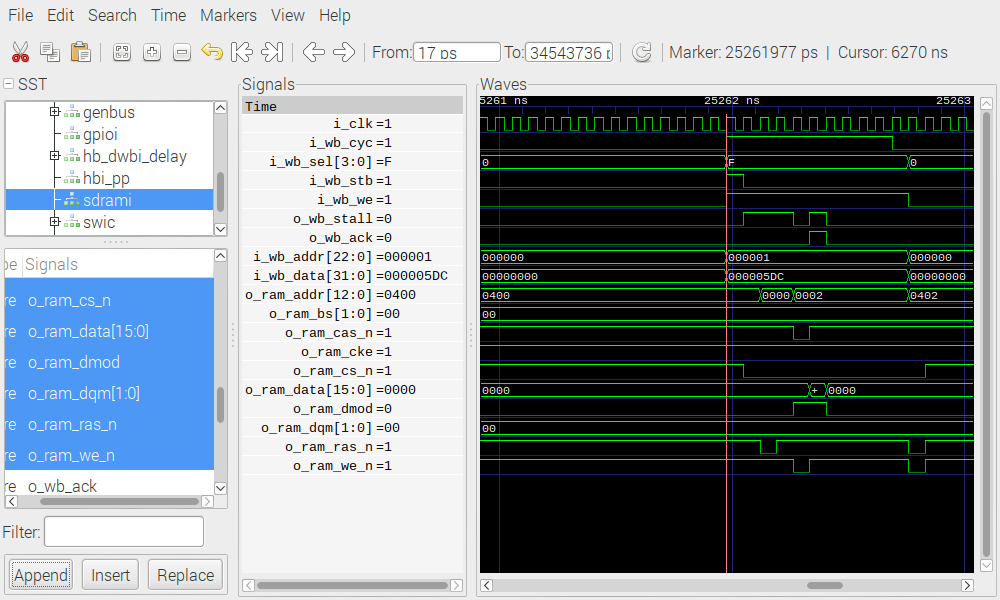 File Edit Search Time Markers View Help
From: 17 ps To: 34543736 p Marker: 25261977 ps | Cursor: 6270 ns
SST
genbus
gpioi
hb_dwbi_delay
hbi_pp
sdrami
swic
pe Signals
re o_ram_cs_n
re o_ram_data[15:0]
re o_ram_dmod
re o_ram_dqm[1:0]
re o_ram_ras_n
re o_ram_we_n
re o_wb_ack
Filter:
Append Insert Replace
Signals
Time
i_clk =1
i_wb_cyc =1
i_wb_sel[3:0] =F
i_wb_stb =1
i_wb_we =1
o_wb_stall =0
o_wb_ack =0
i_wb_addr[22:0] =000001
i_wb_data[31:0] =000005DC
o_ram_addr[12:0] =0400
o_ram_bs[1:0] =00
o_ram_cas_n =1
o_ram_cke =1
o_ram_cs_n =1
o_ram_data[15:0] =0000
o_ram_dmod =0
o_ram_dqm[1:0] =00
o_ram_ras_n =1
o_ram_we_n =1
Waves
5261 ns 25262 ns 25263
0 F 0
000000 000001 000000
00000000 000005DC 00000000
0400 0000 0002 0402
00
0000 + 0000
00